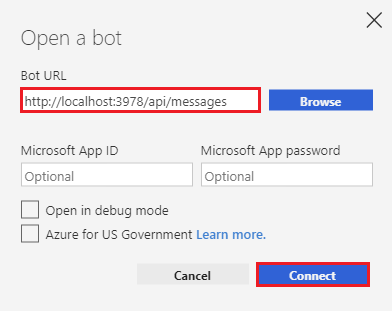 Open a bot
Bot URL
http://localhost:3978/api/messages Browse
Microsoft App ID Microsoft App password
Optional Optional
Open in debug mode
Azure for US Government Learn more.
Cancel Connect